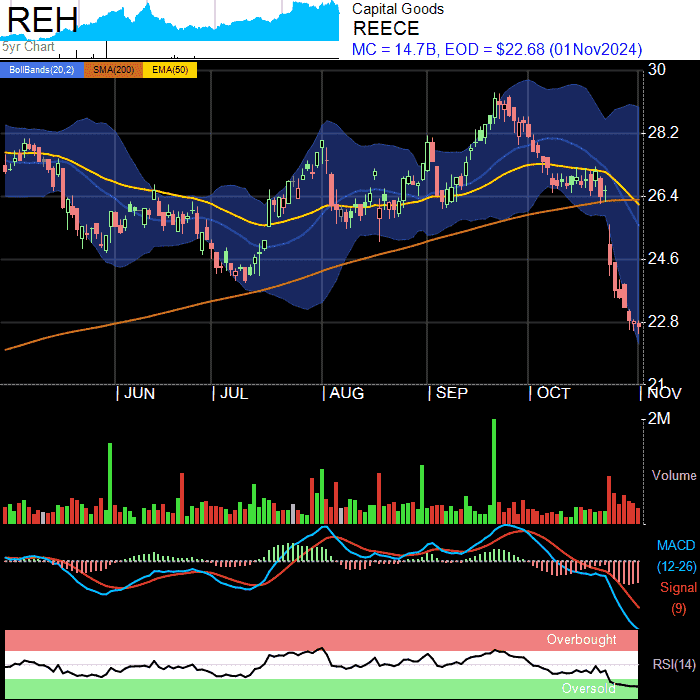 REH
5yr Chart
Capital Goods
REECE
MC = 14.7B, EOD = $22.68 (01Nov2024)
BollBands(20,2) SMA(200) EMA(50)
30
28.2
26.4
24.6
22.8
21
JUN JUL AUG SEP OCT NOV
2M
Volume
MACD
(12-26)
Signal
(9)
Overbought
RSI(14)
Oversold